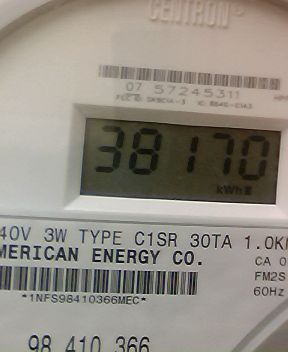 CENTRON®
07 57245311
38170
kWh
40V 3W TYPE C1SR 30TA 1.0K
MERICAN ENERGY CO.
CA 0
FM2S
60Hz
*1NFS98410366MEC*
98 410 366